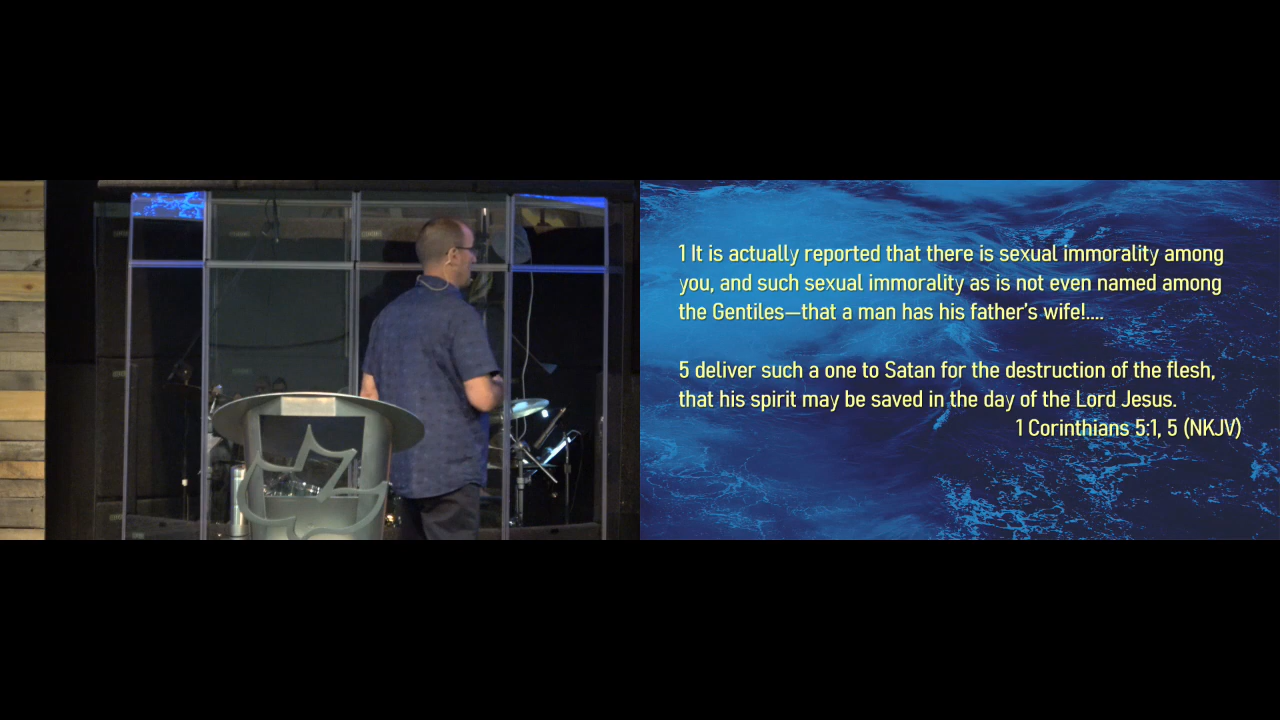 1 It is actually reported that there is sexual immorality among
you, and such sexual immorality as is not even named among
the Gentiles—that a man has his father's wife!....
5 deliver such a one to Satan for the destruction of the flesh,
that his spirit may be saved in the day of the Lord Jesus.
1 Corinthians 5:1, 5 (NKJV)